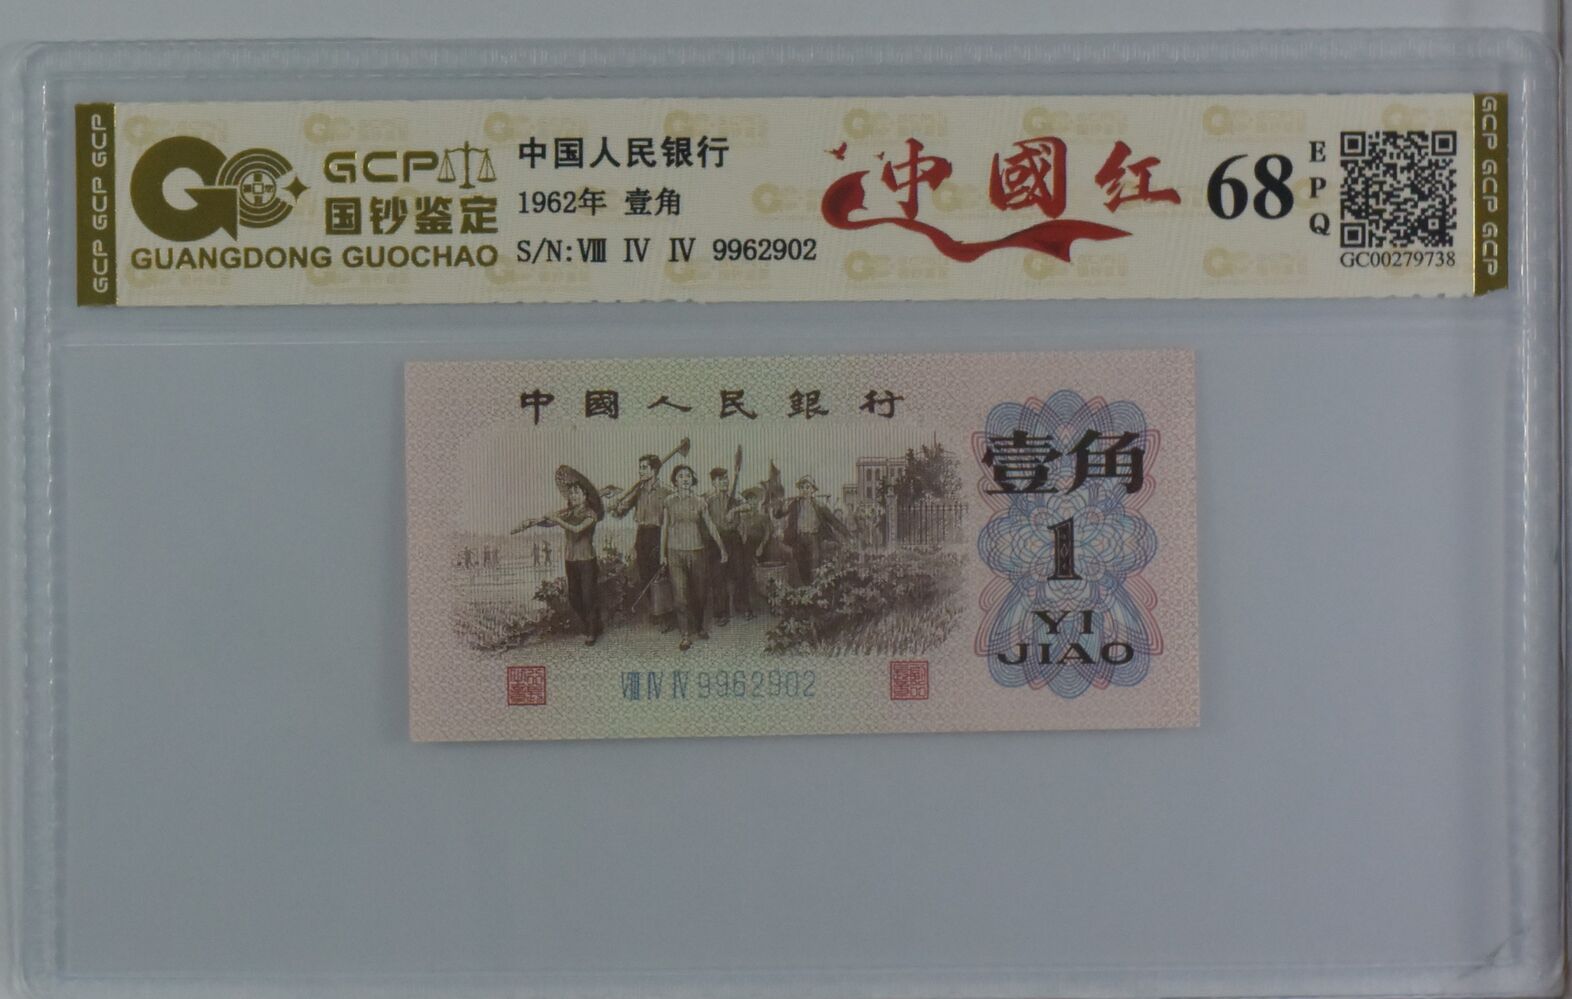 GCP GCP GCP
GCP
国钞鉴定
GUANGDONG GUOCHAO
中国人民银行
1962年 壹角
S/N:Ⅷ Ⅳ Ⅳ 9962902
中國红
68
EPQ
GC00279738
GCP GCP GCP
中國人民銀行
壹角
1
YI
JIAO
Ⅷ Ⅳ Ⅳ 9962902